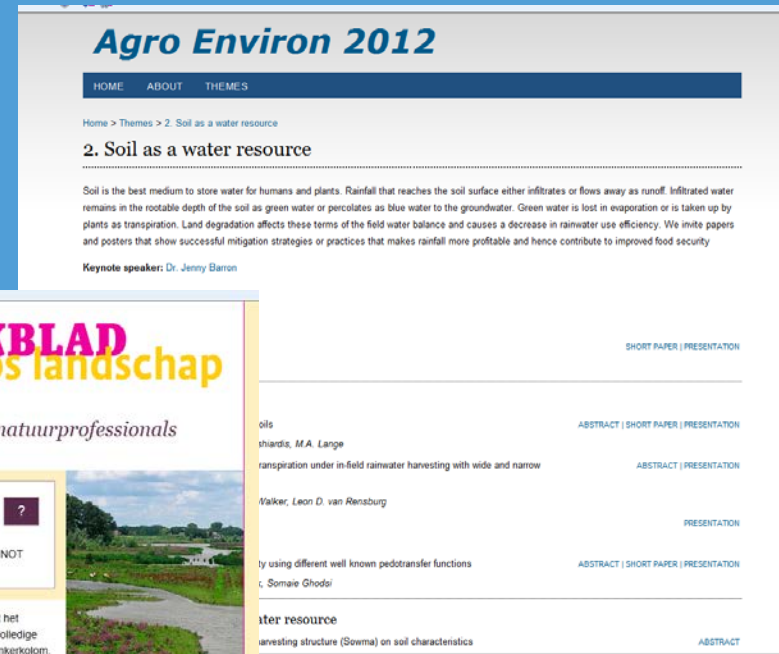 Agro Environ 2012
HOME ABOUT THEMES
Home > Themes > 2. Soil as a water resource
2. Soil as a water resource
Soil is the best medium to store water for humans and plants. Rainfall that reaches the soil surface either infiltrates or flows away as runoff. Infiltrated water
remains in the rootable depth of the soil as green water or percolates as blue water to the groundwater. Green water is lost in evaporation or is taken up by
plants as transpiration. Land degradation affects these terms of the field water balance and causes a decrease in rainwater use efficiency. We invite papers
and posters that show successful mitigation strategies or practices that makes rainfall more profitable and hence contribute to improved food security
Keynote speaker: Dr. Jenny Barron
SHORT PAPER | PRESENTATION
oils ABSTRACT | SHORT PAPER | PRESENTATION
shiardis, M.A. Lange
ranspiration under in-field rainwater harvesting with wide and narrow ABSTRACT | PRESENTATION
Walker, Leon D. van Rensburg
PRESENTATION
ty using different well known pedotransfer functions ABSTRACT | SHORT PAPER | PRESENTATION
Somaie Ghodsi
ater resource
arvesting structure (Sowma) on soil characteristics ABSTRACT
KBLAD
os landschap
natuurprofessionals
?
NOT
het
olledige
nkerkolom.